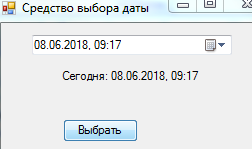 Средство выбора даты
08.06.2018, 09:17
Сегодня: 08.06.2018, 09:17
Выбрать